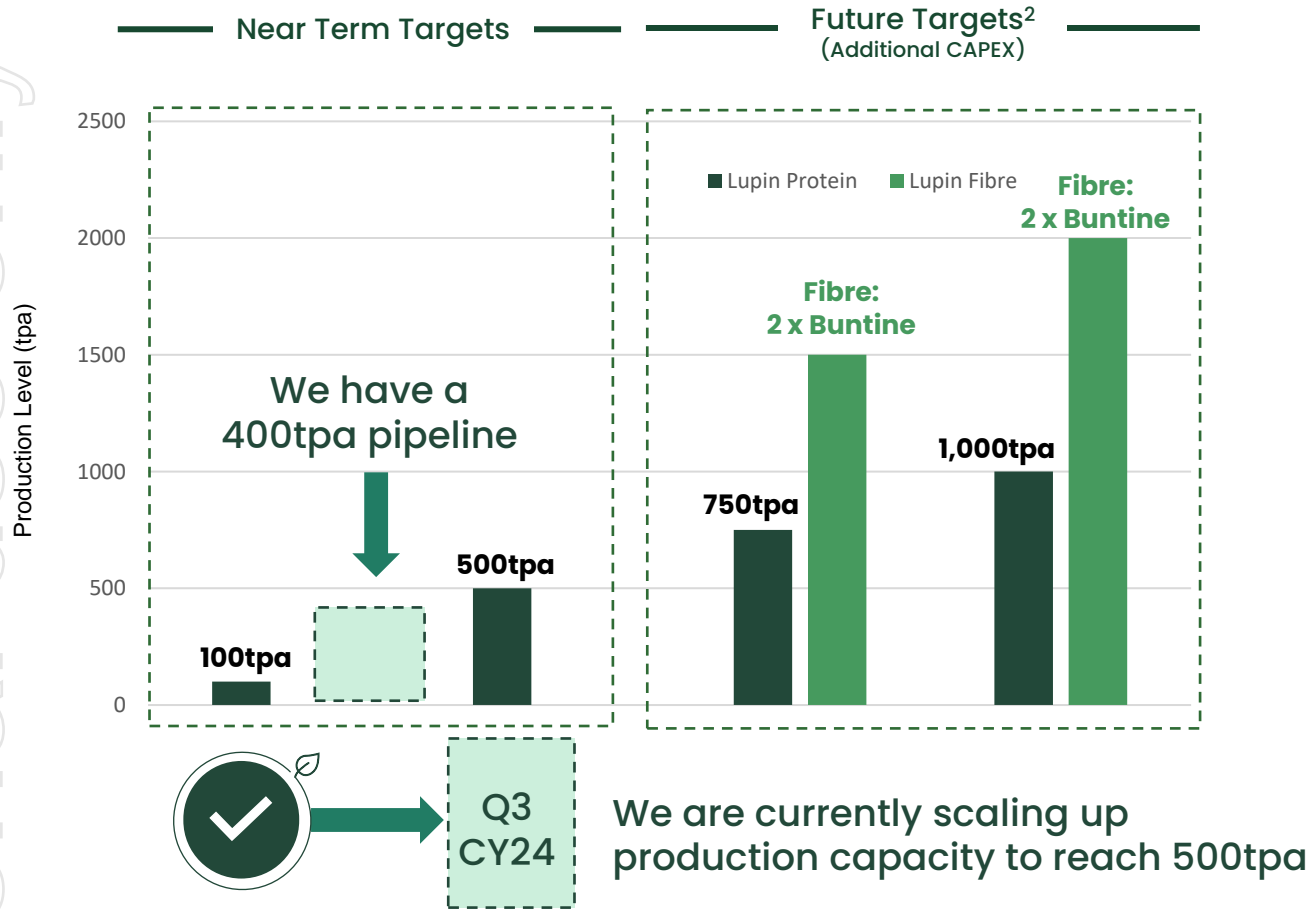 Near Term Targets
Future Targets²
(Additional CAPEX)
Production Level (tpa)
2500
2000
1500
1000
500
0
Lupin Protein
Lupin Fibre
We have a
400tpa pipeline
100tpa
500tpa
750tpa
Fibre:
2 x Buntine
1,000tpa
Fibre:
2 x Buntine
Q3
CY24
We are currently scaling up
production capacity to reach 500tpa